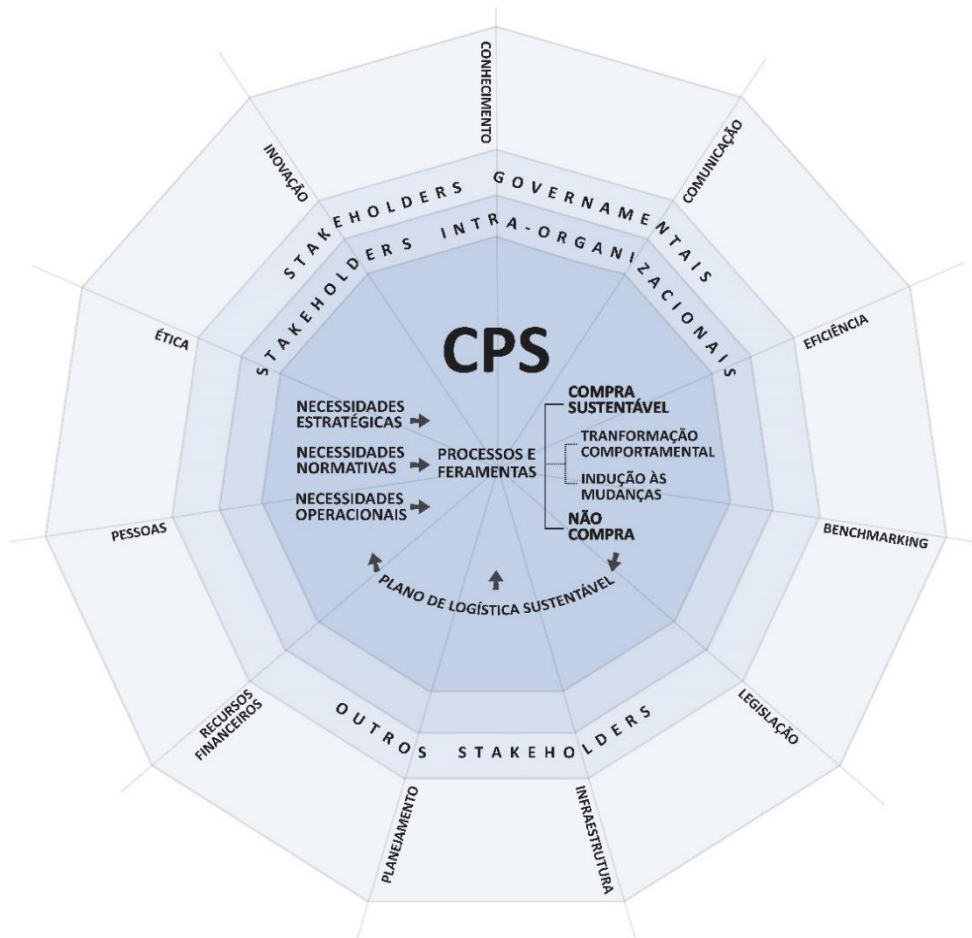 CONHECIMENTO
COMUNICAÇÃO
EFICIÊNCIA
BENCHMARKING
LEGISLAÇÃO
INFRAESTRUTURA
PLANEJAMENTO
RECURSOS
FINANCEIROS
PESSOAS
ÉTICA
INOVAÇÃO
STAKEHOLDERS GOVERNAMENTAIS
STAKEHOLDERS INTRA-ORGANIZACIONAIS
CPS
NECESSIDADES
ESTRATÉGICAS
NECESSIDADES
NORMATIVAS
NECESSIDADES
OPERACIONAIS
PROCESSOS E
FERAMENTAS
COMPRA
SUSTENTÁVEL
TRANFORMAÇÃO
COMPORTAMENTAL
INDUÇÃO ÀS
MUDANÇAS
NÃO
COMPRA
PLANO DE LOGÍSTICA SUSTENTÁVEL
OUTROS STAKEHOLDERS